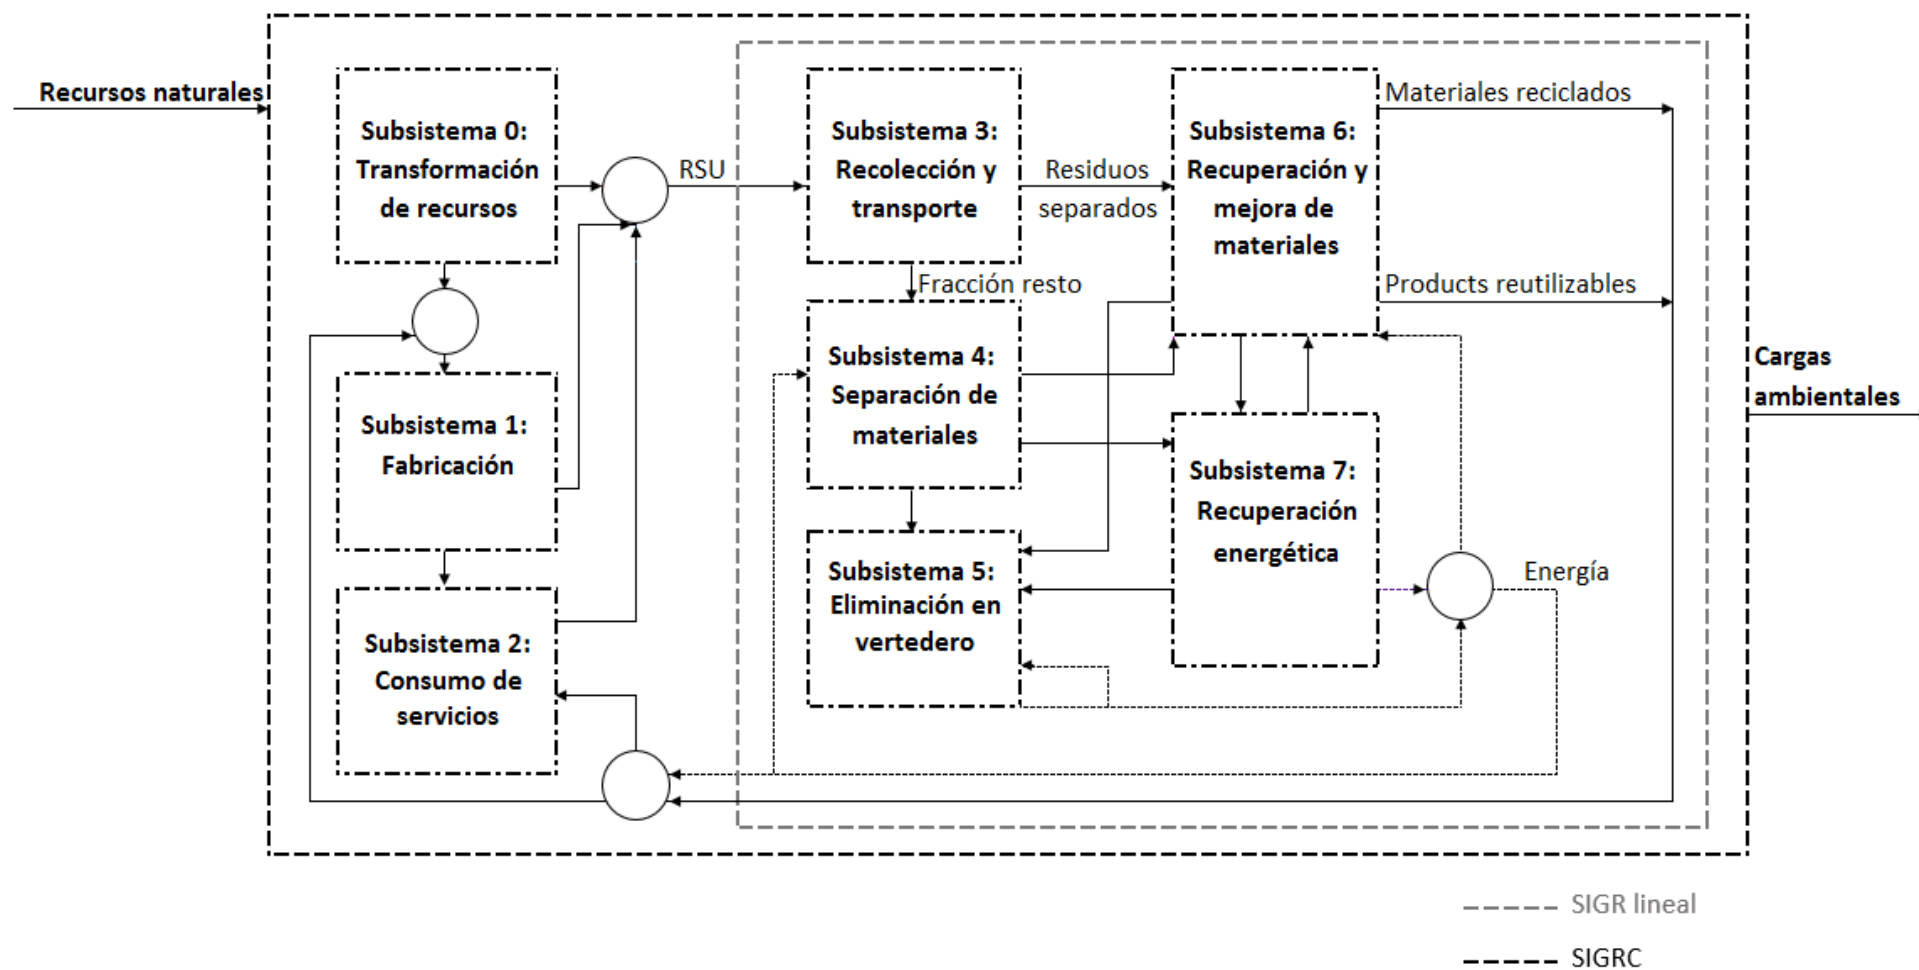 Recursos naturales
Subsistema 0:
Transformación
de recursos
RSU
Subsistema 3:
Recolección y
transporte
Residuos
separados
Subsistema 6:
Recuperación y
mejora de
materiales
Materiales reciclados
Products reutilizables
Fracción resto
Subsistema 1:
Fabricación
Subsistema 4:
Separación de
materiales
Subsistema 7:
Recuperación
energética
Energía
Cargas
ambientales
Subsistema 2:
Consumo de
servicios
Subsistema 5:
Eliminación en
vertedero
SIGR lineal
SIGRC